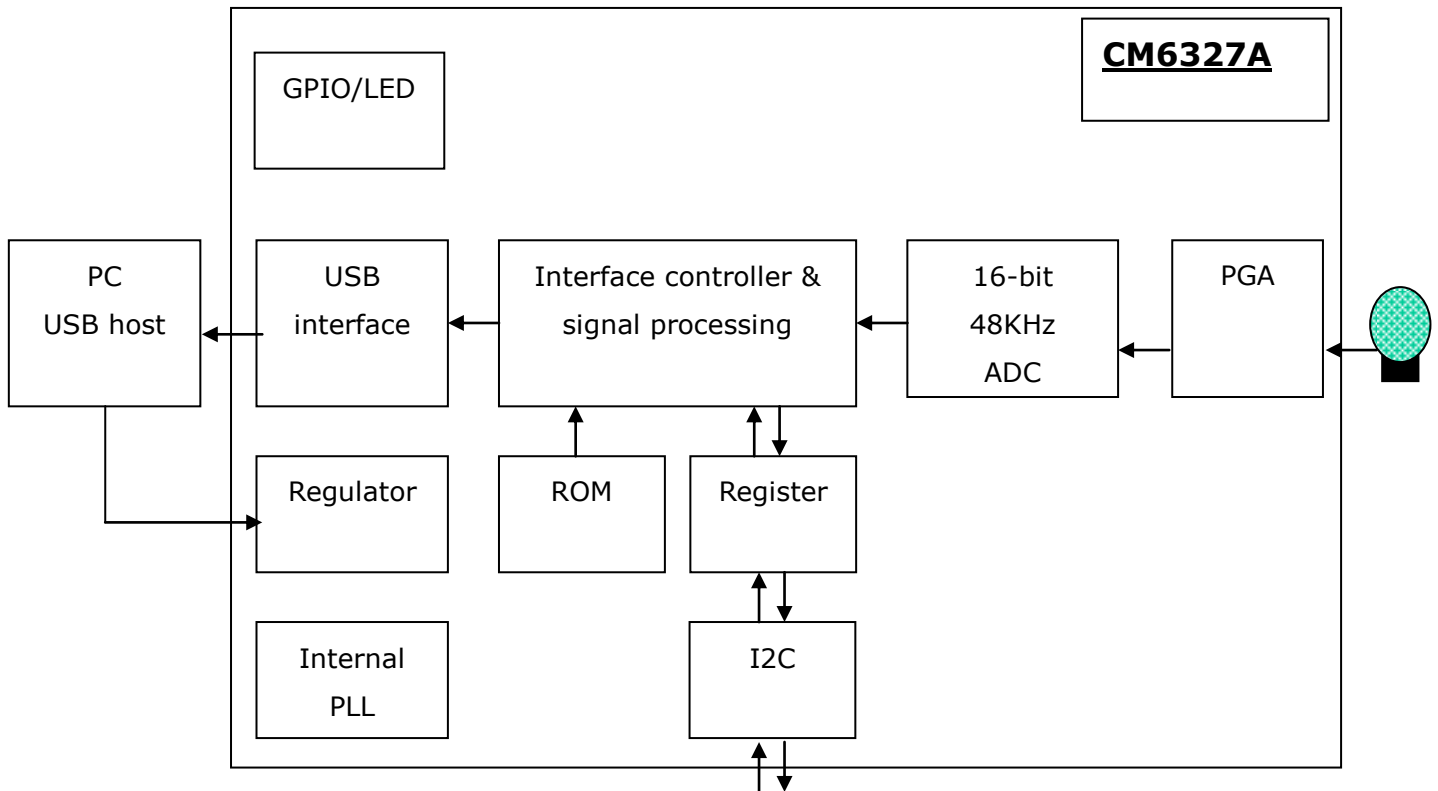 CM6327A
GPIO/LED
PC
USB host
USB
interface
Interface controller &
signal processing
16-bit
48KHz
ADC
PGA
Regulator
ROM
Register
Internal
PLL
I2C